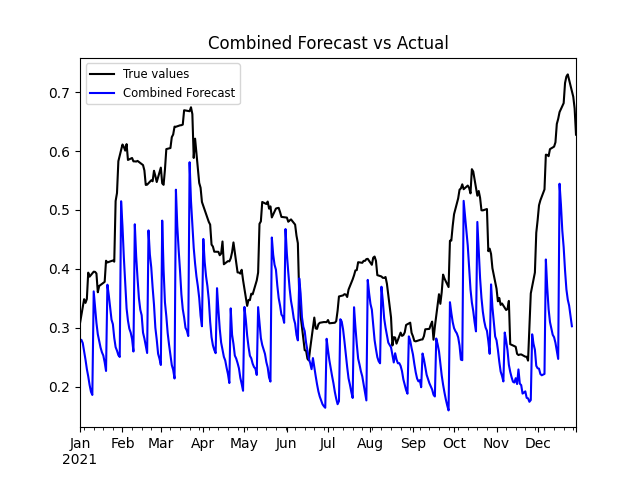 Combined Forecast vs Actual
True values
Combined Forecast
0.7
0.6
0.5
0.4
0.3
0.2
Jan Feb Mar Apr May Jun Jul Aug Sep Oct Nov Dec
2021